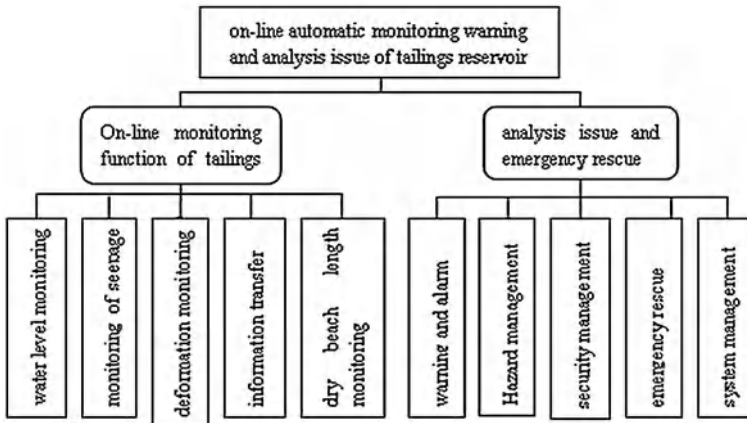 on-line automatic monitoring warning
and analysis issue of tailings reservoir
On-line monitoring
function of tailings
analysis issue and
emergency rescue
water level monitoring
monitoring of seepage
deformation monitoring
information transfer
dry beach length
monitoring
warning and alarm
Hazard management
security management
emergency rescue
system management